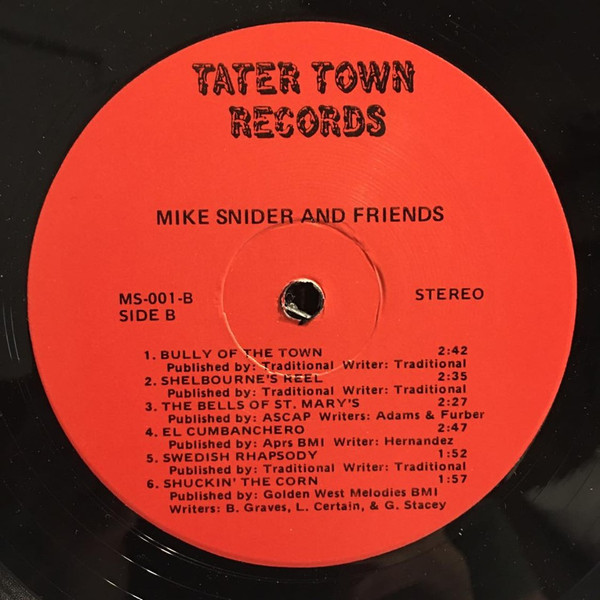 TATER TOWN
RECORDS
MIKE SNIDER AND FRIENDS
MS-001-B
SIDE B
STEREO
1. BULLY OF THE TOWN 2:42
Published by: Traditional Writer: Traditional
2. SHELBOURNE'S REEL 2:35
Published by: Traditional Writer: Traditional
3. THE BELLS OF ST. MARY'S 2:27
Published by: ASCAP Writers: Adams & Furber
4. EL CUMBANCHERO 2:47
Published by: Aprs BMI Writer: Hernandez
5. SWEDISH RHAPSODY 1:52
Published by: Traditional Writer: Traditional
6. SHUCKIN' THE CORN 1:57
Published by: Golden West Melodies BMI
Writers: B. Graves, L. Certain, & G. Stacey